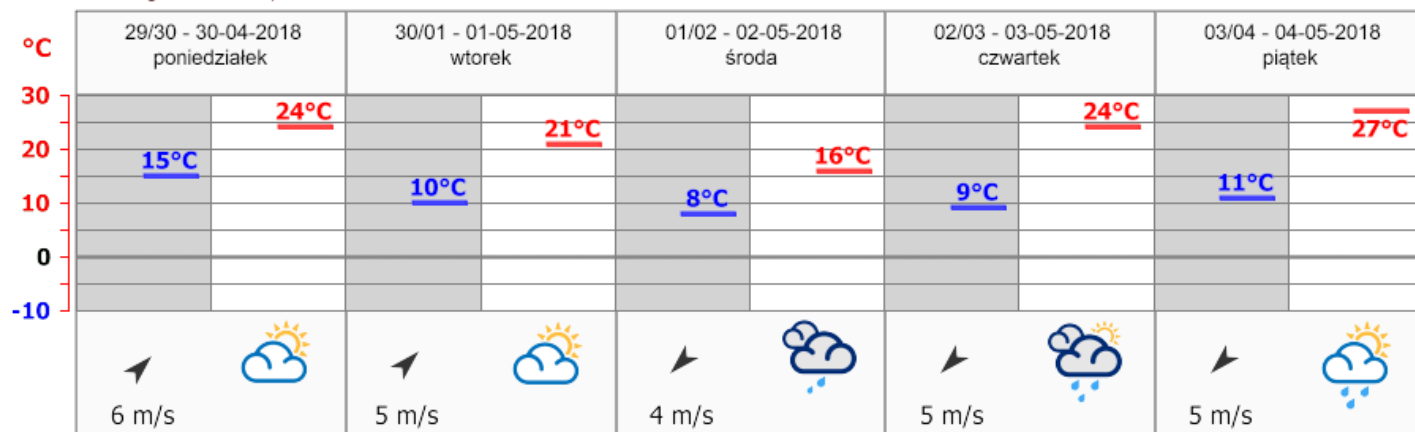 29/30 - 30-04-2018
poniedziałek
30/01 - 01-05-2018
wtorek
01/02 - 02-05-2018
środa
02/03 - 03-05-2018
czwartek
03/04 - 04-05-2018
piątek
°C
30
20
10
0
-10
15°C
24°C
10°C
21°C
8°C
16°C
9°C
24°C
11°C
27°C
6 m/s
5 m/s
4 m/s
5 m/s
5 m/s